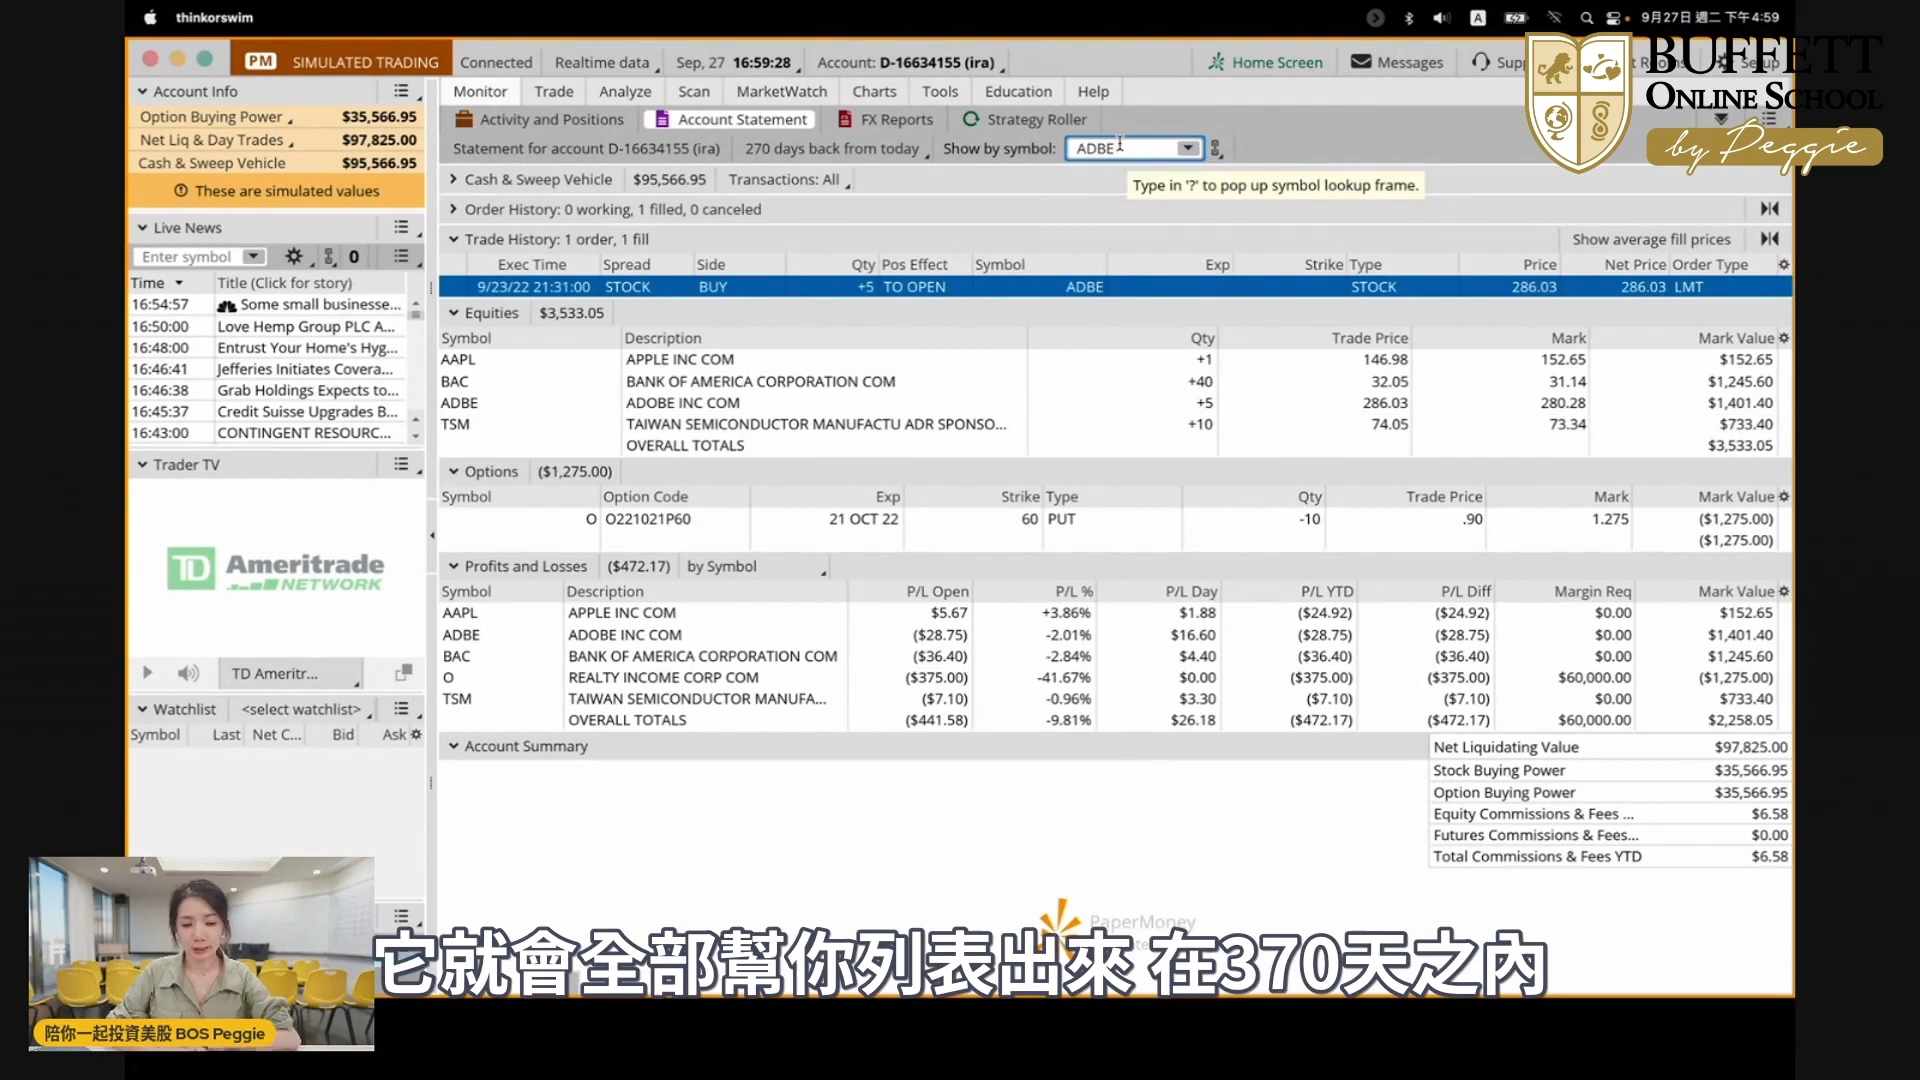 thinkorswim
A
9月27日 週二 下午4:59
PM SIMULATED TRADING
Connected
Realtime data
Sep, 27 16:59:28
Account: D-16634155 (ira)
Home Screen
Messages
Setup
BUFFETT
ONLINE SCHOOL
by Peggie
Account Info
Option Buying Power $35,566.95
Net Liq & Day Trades $97,825.00
Cash & Sweep Vehicle $95,566.95
These are simulated values
Live News
Enter symbol 0
Time Title (Click for story)
16:54:57 Some small businesse...
16:50:00 Love Hemp Group PLC A...
16:48:00 Entrust Your Home's Hyg...
16:46:41 Jefferies Initiates Covera...
16:46:38 Grab Holdings Expects to...
16:45:37 Credit Suisse Upgrades B...
16:43:00 CONTINGENT RESOURC...
Trader TV
TD Ameritrade
NETWORK
TD Ameritr...
Watchlist <select watchlist>
Symbol Last Net C... Bid Ask
Monitor Trade Analyze Scan MarketWatch Charts Tools Education Help
Activity and Positions Account Statement FX Reports Strategy Roller
Statement for account D-16634155 (ira) 270 days back from today Show by symbol: ADBE
Cash & Sweep Vehicle $95,566.95 Transactions: All
Type in '?' to pop up symbol lookup frame.
Order History: 0 working, 1 filled, 0 canceled
Trade History: 1 order, 1 fill Show average fill prices
Exec Time Spread Side Qty Pos Effect Symbol Exp Strike Type Price Net Price Order Type
9/23/22 21:31:00 STOCK BUY +5 TO OPEN ADBE STOCK 286.03 286.03 LMT
Equities $3,533.05
Symbol Description Qty Trade Price Mark Mark Value
AAPL APPLE INC COM +1 146.98 152.65 $152.65
BAC BANK OF AMERICA CORPORATION COM +40 32.05 31.14 $1,245.60
ADBE ADOBE INC COM +5 286.03 280.28 $1,401.40
TSM TAIWAN SEMICONDUCTOR MANUFACTU ADR SPONSO... +10 74.05 73.34 $733.40
OVERALL TOTALS $3,533.05
Options ($1,275.00)
Symbol Option Code Exp Strike Type Qty Trade Price Mark Mark Value
O O221021P60 21 OCT 22 60 PUT -10 .90 1.275 ($1,275.00)
($1,275.00)
Profits and Losses ($472.17) by Symbol
Symbol Description P/L Open P/L % P/L Day P/L YTD P/L Diff Margin Req Mark Value
AAPL APPLE INC COM $5.67 +3.86% $1.88 ($24.92) ($24.92) $0.00 $152.65
ADBE ADOBE INC COM ($28.75) -2.01% $16.60 ($28.75) ($28.75) $0.00 $1,401.40
BAC BANK OF AMERICA CORPORATION COM ($36.40) -2.84% $4.40 ($36.40) ($36.40) $0.00 $1,245.60
O REALTY INCOME CORP COM ($375.00) -41.67% $0.00 ($375.00) ($375.00) $60,000.00 ($1,275.00)
TSM TAIWAN SEMICONDUCTOR MANUFA... ($7.10) -0.96% $3.30 ($7.10) ($7.10) $0.00 $733.40
OVERALL TOTALS ($441.58) -9.81% $26.18 ($472.17) ($472.17) $60,000.00 $2,258.05
Account Summary
Net Liquidating Value $97,825.00
Stock Buying Power $35,566.95
Option Buying Power $35,566.95
Equity Commissions & Fees ... $6.58
Futures Commissions & Fees... $0.00
Total Commissions & Fees YTD $6.58
PaperMoney
它就會全部幫你列表出來 在370天之內
陪你一起投資美股 BOS Peggie